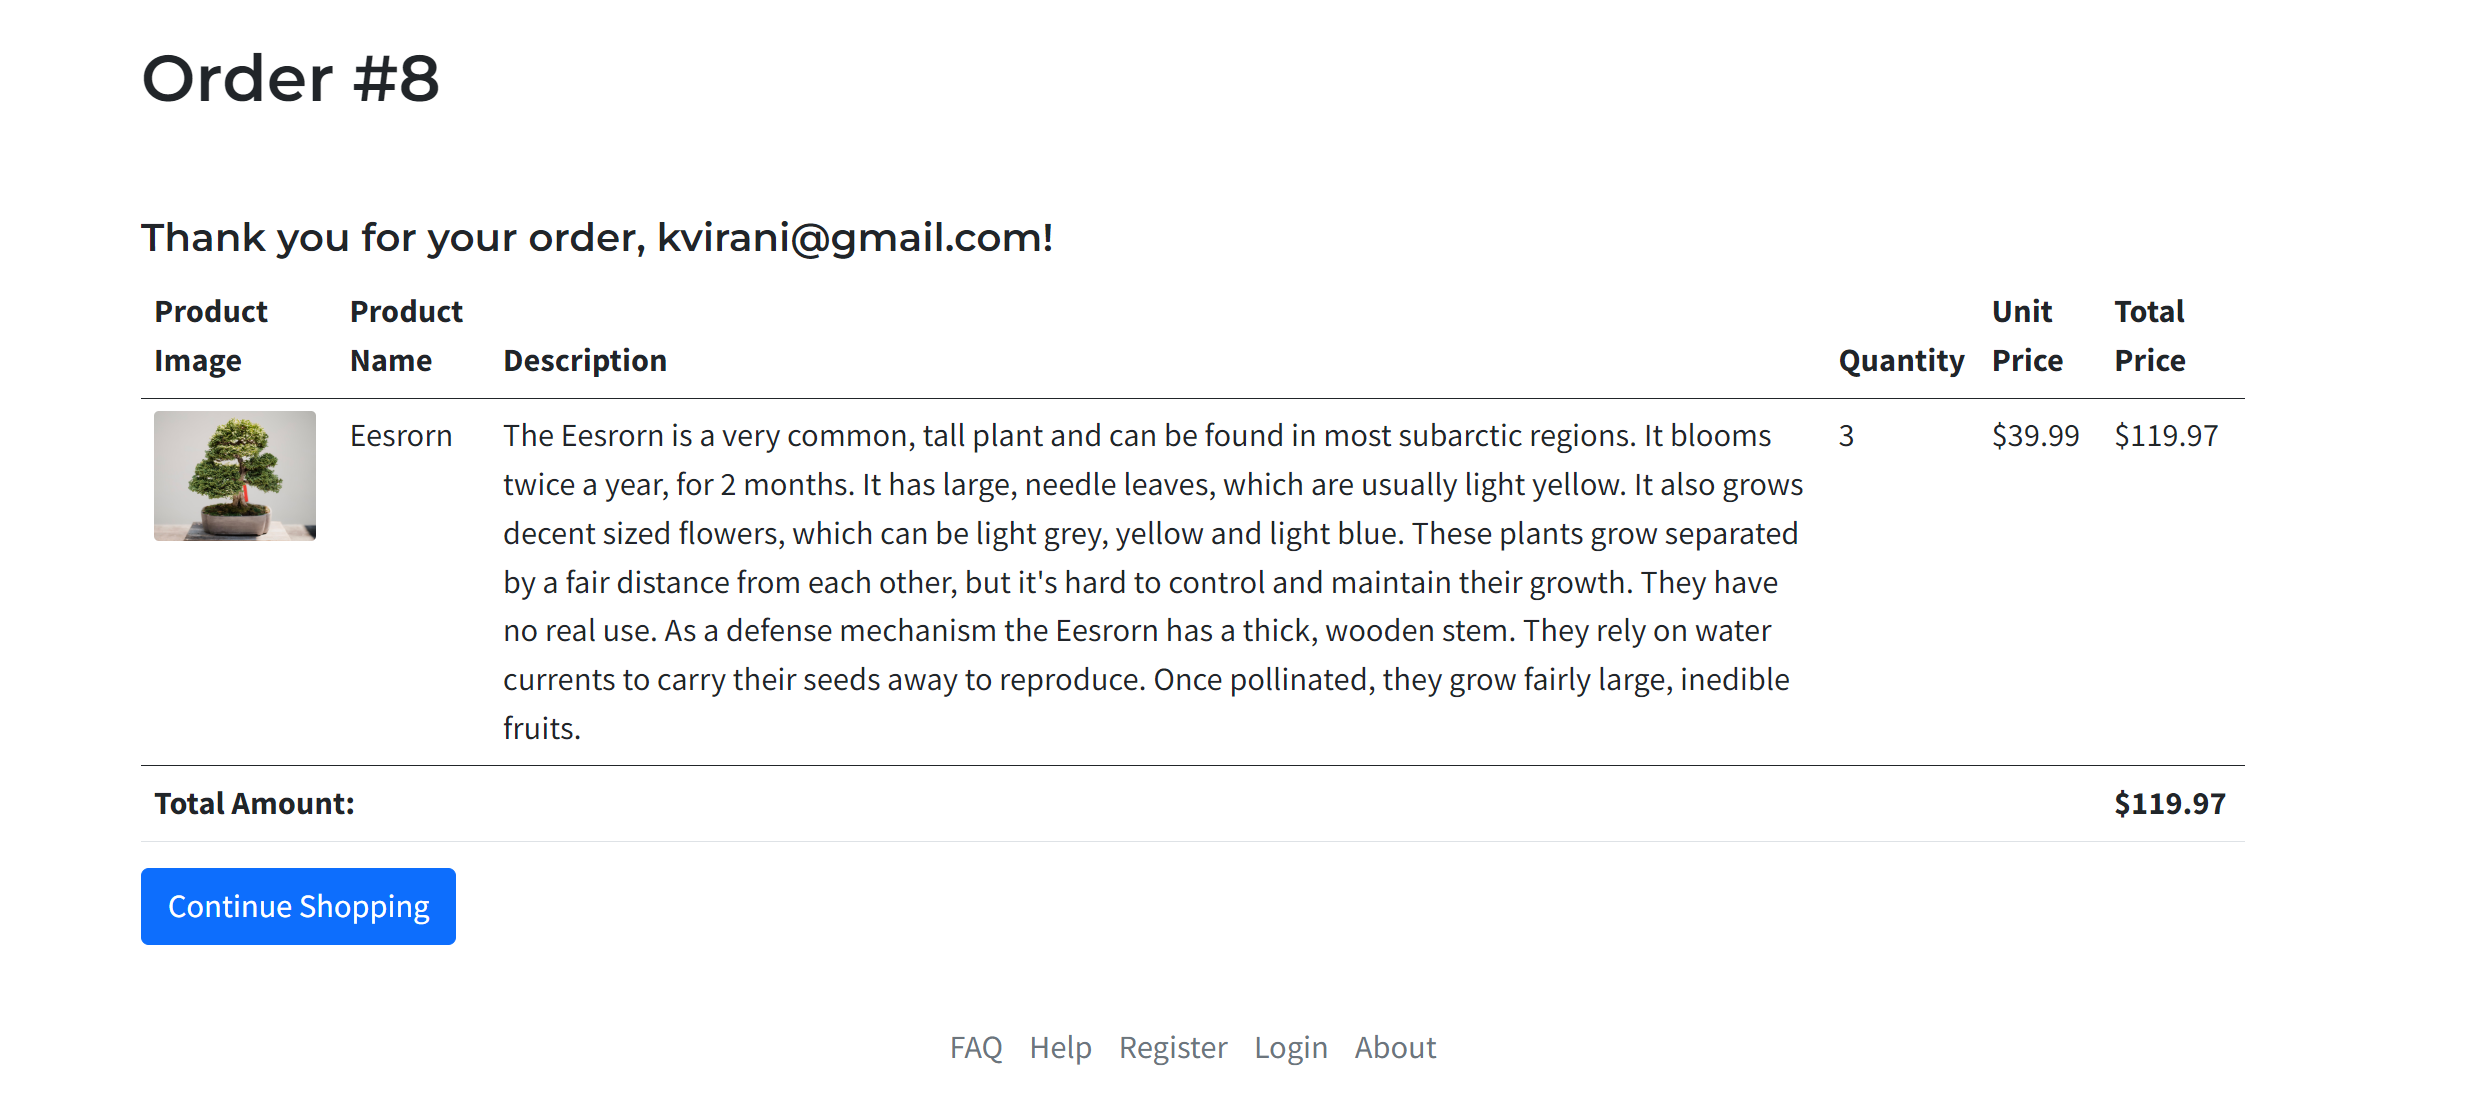 Order #8
Thank you for your order, kvirani@gmail.com!
Product Image
Product Name
Description
Quantity
Unit Price
Total Price
Eesrorn
The Eesrorn is a very common, tall plant and can be found in most subarctic regions. It blooms
twice a year, for 2 months. It has large, needle leaves, which are usually light yellow. It also grows
decent sized flowers, which can be light grey, yellow and light blue. These plants grow separated
by a fair distance from each other, but it's hard to control and maintain their growth. They have
no real use. As a defense mechanism the Eesrorn has a thick, wooden stem. They rely on water
currents to carry their seeds away to reproduce. Once pollinated, they grow fairly large, inedible
fruits.
3
$39.99
$119.97
Total Amount:
$119.97
Continue Shopping
FAQ Help Register Login About